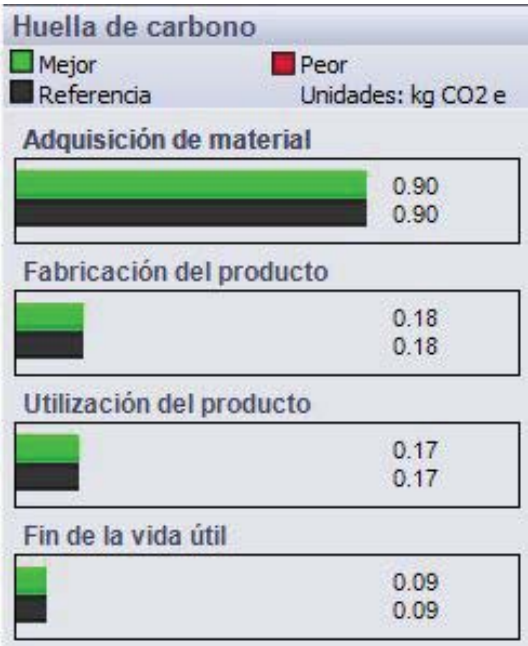 Huella de carbono
Mejor Peor
Referencia Unidades: kg CO2 e
Adquisición de material
0.90
0.90
Fabricación del producto
0.18
0.18
Utilización del producto
0.17
0.17
Fin de la vida útil
0.09
0.09